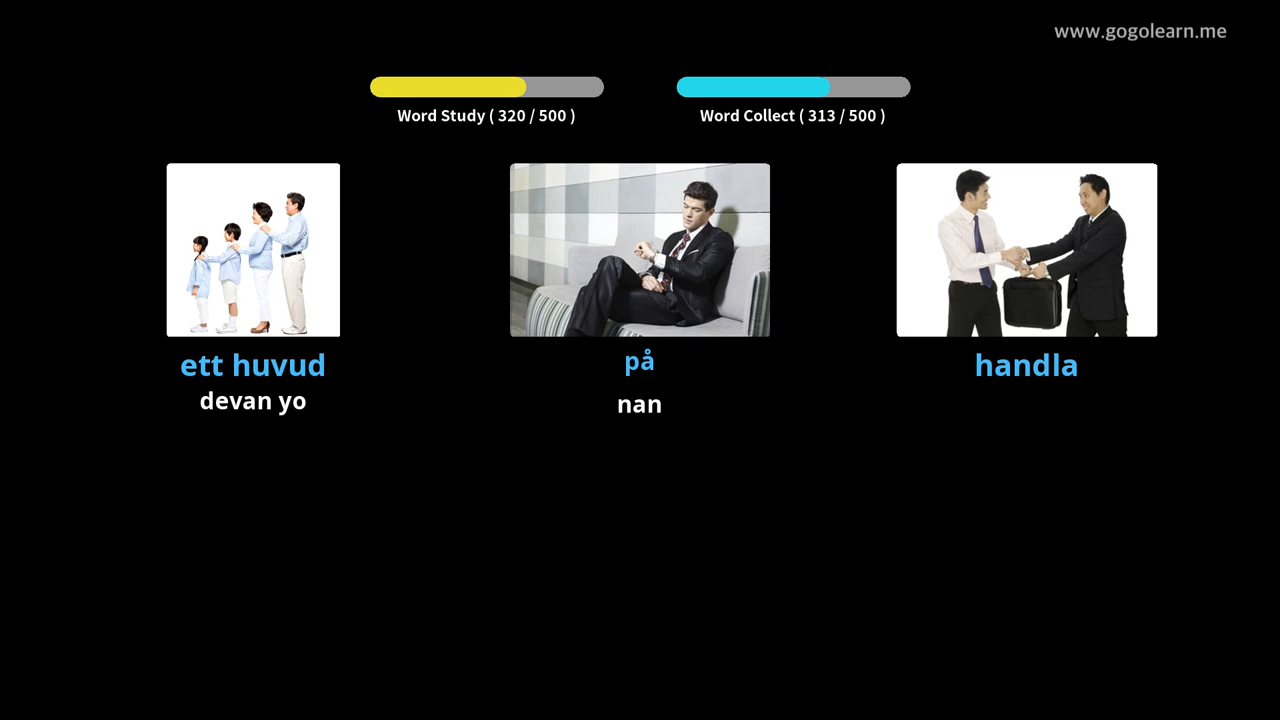 www.gogolearn.me
Word Study ( 320 / 500 )
Word Collect ( 313 / 500 )
ett huvud
devan yo
på
nan
handla